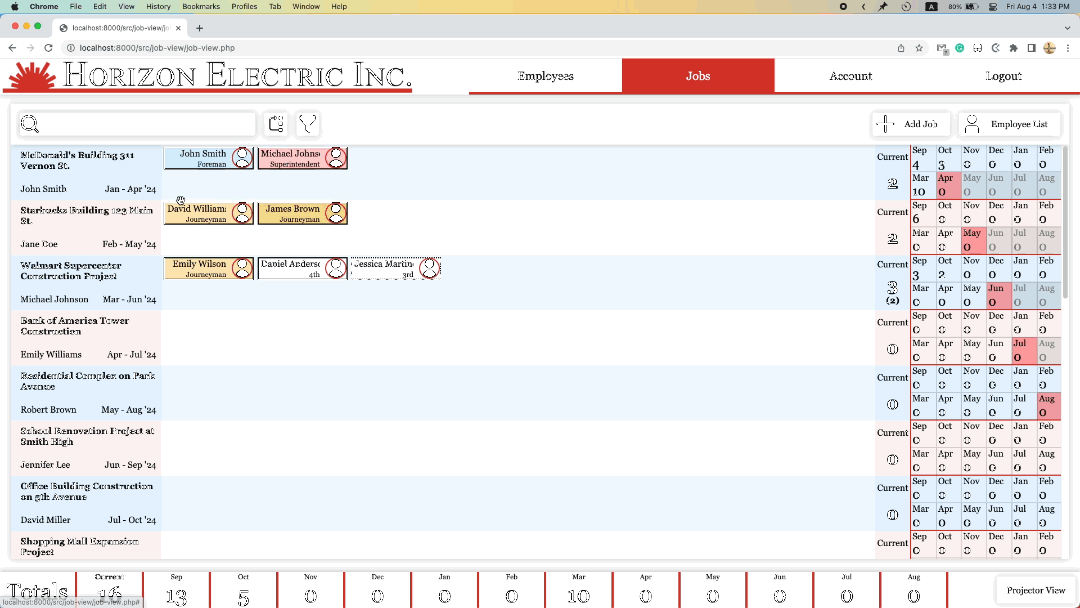 Chrome File Edit View History Bookmarks Profiles Tab Window Help
A 80% Fri Aug 4 1:33 PM
localhost:8000/src/job-view/jo
localhost:8000/src/job-view/job-view.php
HORIZON ELECTRIC INC.
Employees Jobs Account Logout
Add Job Employee List
McDonald's Building 311
Vernon St.
John Smith Jan - Apr '24
John Smith
Foreman
Michael Johns
Superintendent
Current
2
Sep Oct Nov Dec Jan Feb
4 3 0 0 0 0
Mar Apr May Jun Jul Aug
10 0 0 0 0 0
Starbucks Building 123 Main
St.
Jane Doe Feb - May '24
David William
Journeyman
James Brown
Journeyman
Current
2
Sep Oct Nov Dec Jan Feb
6 0 0 0 0 0
Mar Apr May Jun Jul Aug
0 0 0 0 0 0
Walmart Supercenter
Construction Project
Michael Johnson Mar - Jun '24
Emily Wilson
Journeyman
Daniel Anders
4th
Jessica Martin
3rd
Current
3
(2)
Sep Oct Nov Dec Jan Feb
3 2 0 0 0 0
Mar Apr May Jun Jul Aug
0 0 0 0 0 0
Bank of America Tower
Construction
Emily Williams Apr - Jul '24
Current
0
Sep Oct Nov Dec Jan Feb
0 0 0 0 0 0
Mar Apr May Jun Jul Aug
0 0 0 0 0 0
Residential Complex on Park
Avenue
Robert Brown May - Aug '24
Current
0
Sep Oct Nov Dec Jan Feb
0 0 0 0 0 0
Mar Apr May Jun Jul Aug
0 0 0 0 0 0
School Renovation Project at
Smith High
Jennifer Lee Jun - Sep '24
Current
0
Sep Oct Nov Dec Jan Feb
0 0 0 0 0 0
Mar Apr May Jun Jul Aug
0 0 0 0 0 0
Office Building Construction
on 5th Avenue
David Miller Jul - Oct '24
Current
0
Sep Oct Nov Dec Jan Feb
0 0 0 0 0 0
Mar Apr May Jun Jul Aug
0 0 0 0 0 0
Shopping Mall Expansion
Project
Current
Sep Oct Nov Dec Jan Feb
0 0 0 0 0 0
Totals
Current Sep Oct Nov Dec Jan Feb Mar Apr May Jun Jul Aug
16 13 5 0 0 0 0 10 0 0 0 0 0
Projector View
localhost:8000/src/job-view/job-view.php#